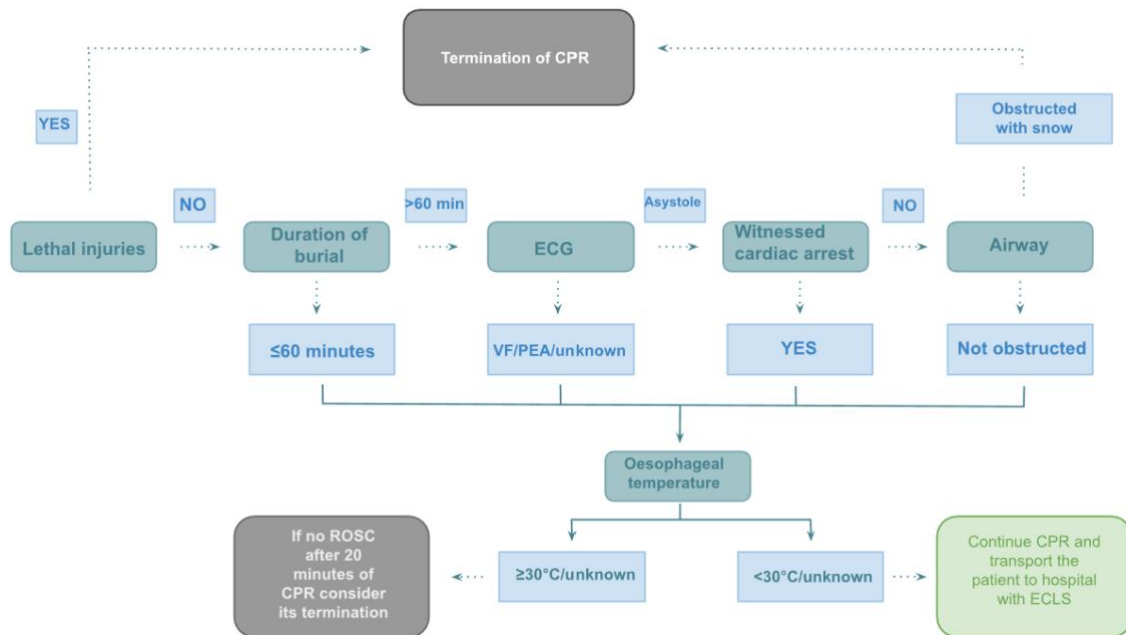 Termination of CPR
YES
Obstructed
with snow
NO
>60 min
Asystole
NO
Lethal injuries
Duration of
burial
ECG
Witnessed
cardiac arrest
Airway
≤60 minutes
VF/PEA/unknown
YES
Not obstructed
Oesophageal
temperature
If no ROSC
after 20
minutes of
CPR consider
its termination
≥30°C/unknown
<30°C/unknown
Continue CPR and
transport the
patient to hospital
with ECLS